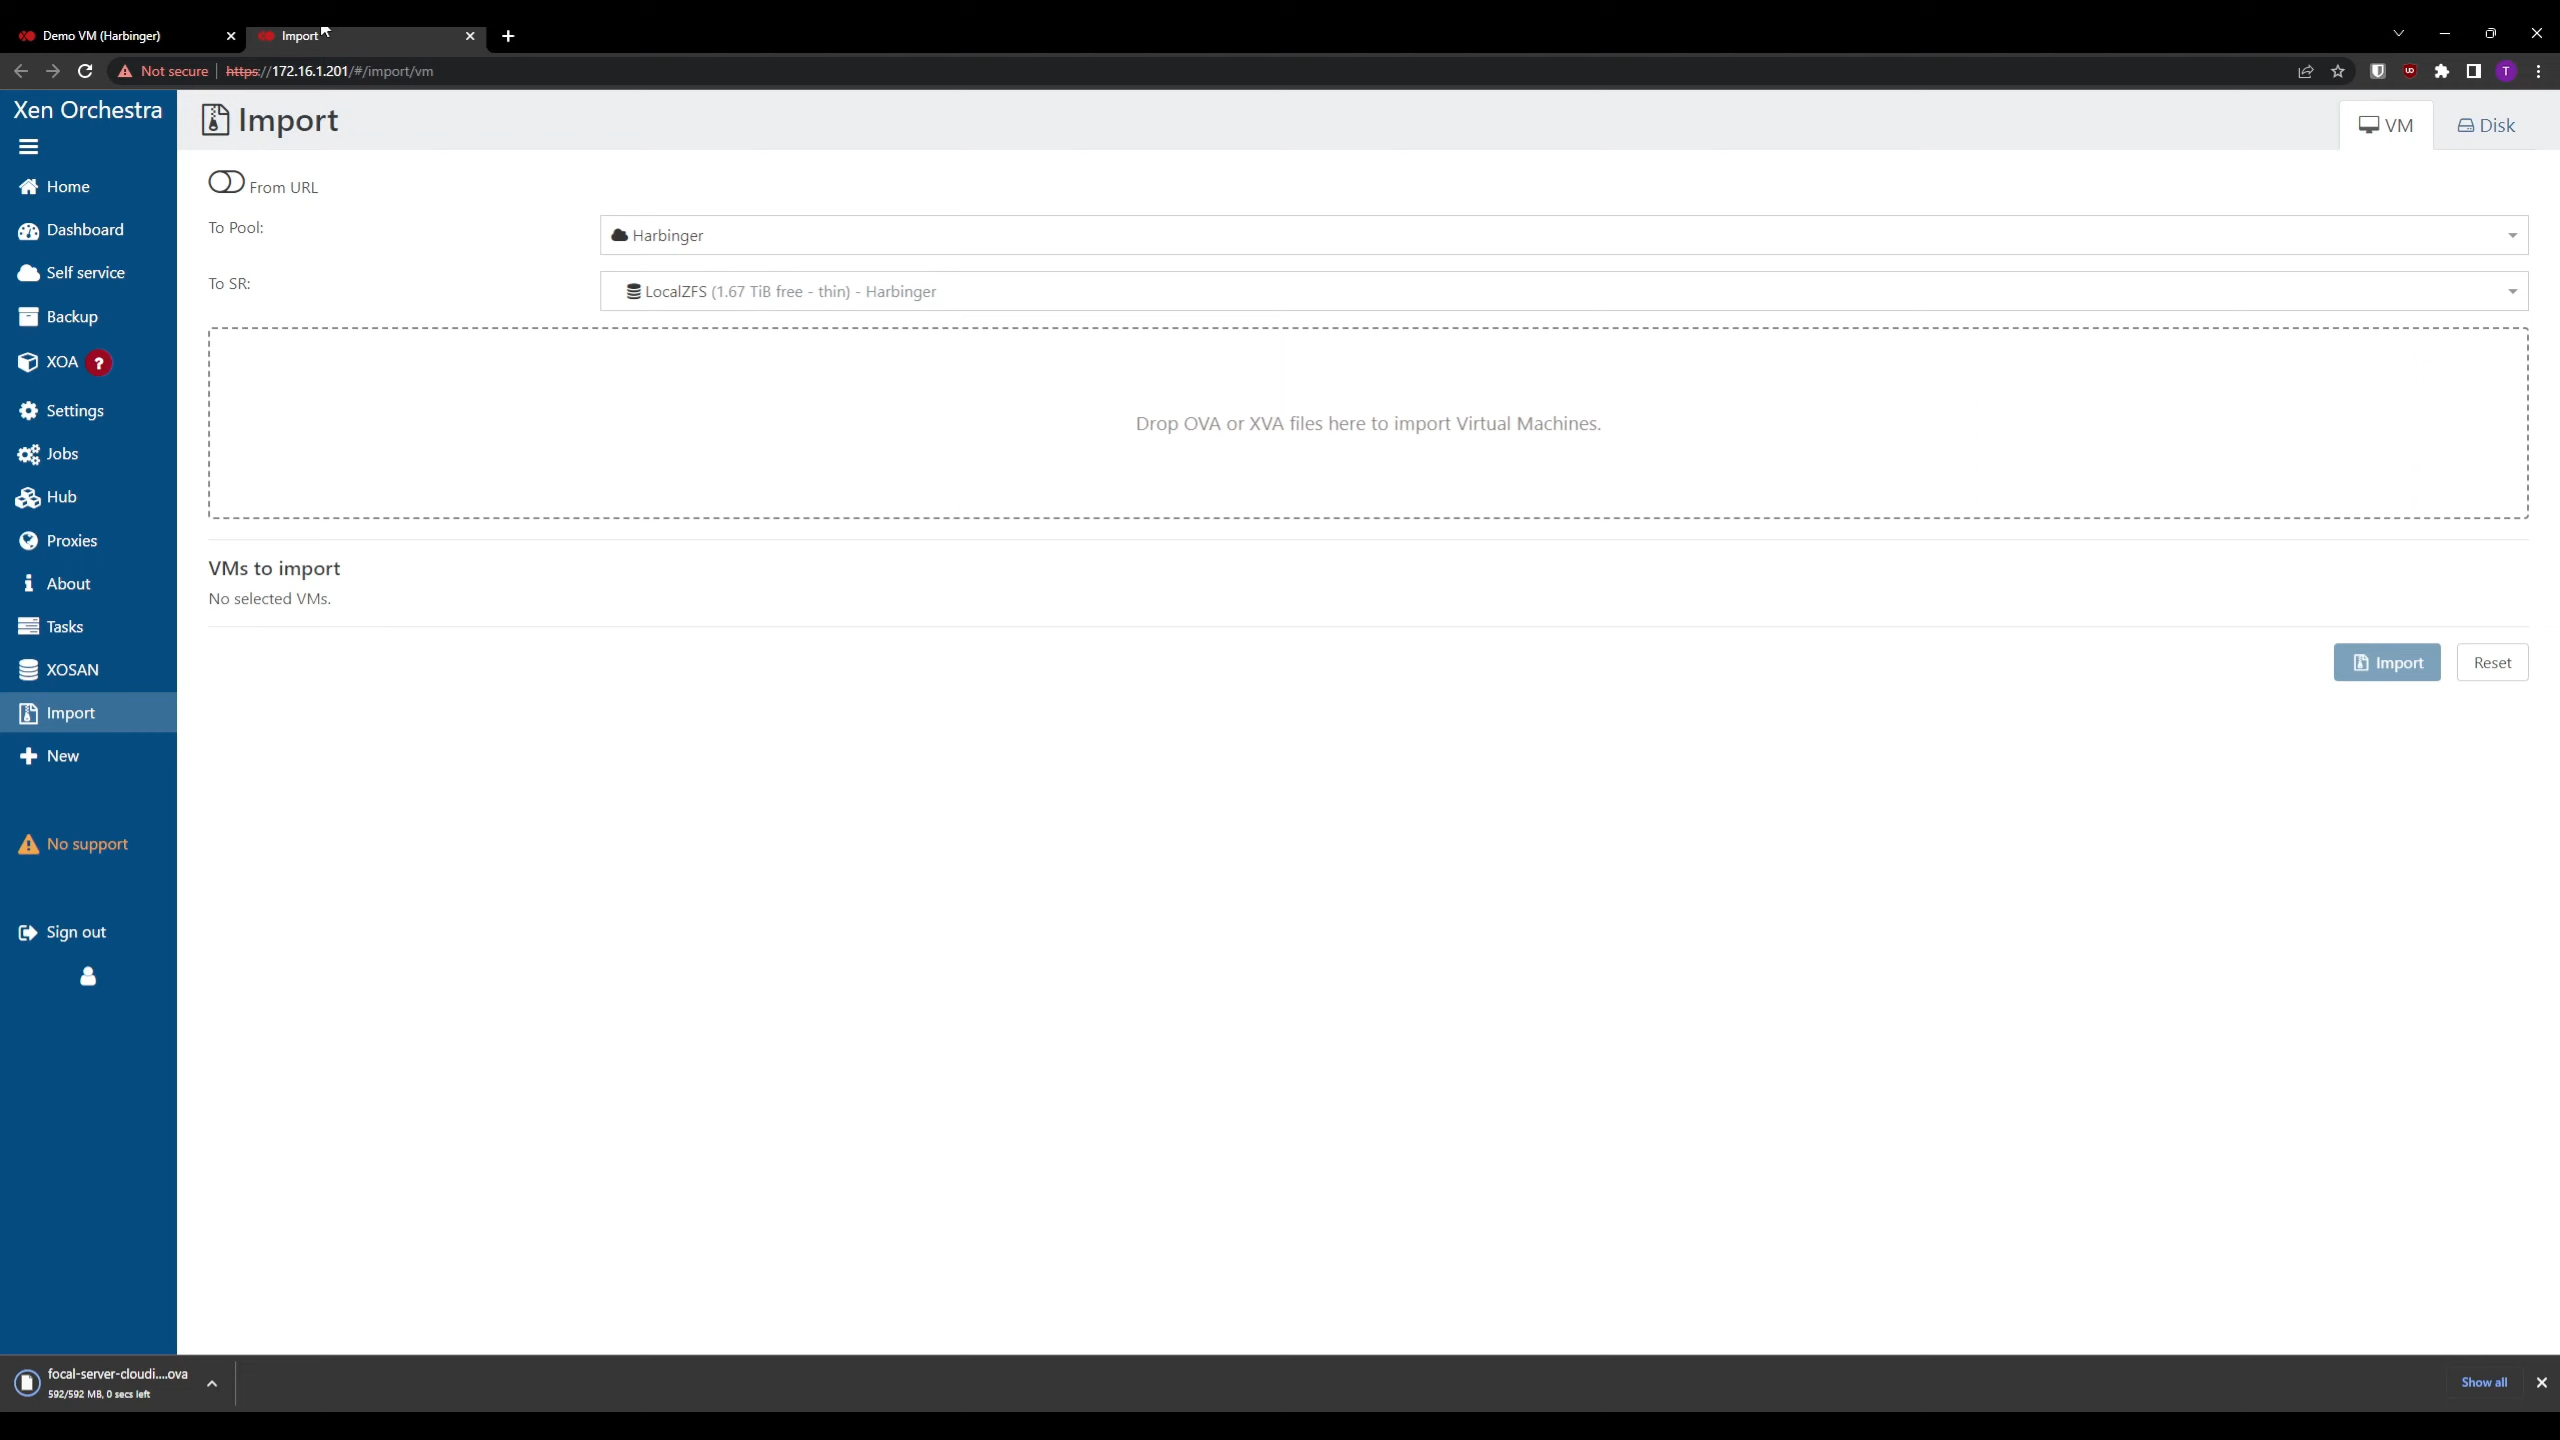 Demo VM (Harbinger)
Import
Not secure
https://172.16.1.201/#/import/vm
T
Xen Orchestra
Home
Dashboard
Self service
Backup
XOA ?
Settings
Jobs
Hub
Proxies
About
Tasks
XOSAN
Import
New
No support
Sign out
Import
VM
Disk
From URL
To Pool:
Harbinger
To SR:
LocalZFS (1.67 TiB free - thin) - Harbinger
Drop OVA or XVA files here to import Virtual Machines.
VMs to import
No selected VMs.
Import
Reset
focal-server-cloudi....ova
592/592 MB, 0 secs left
Show all